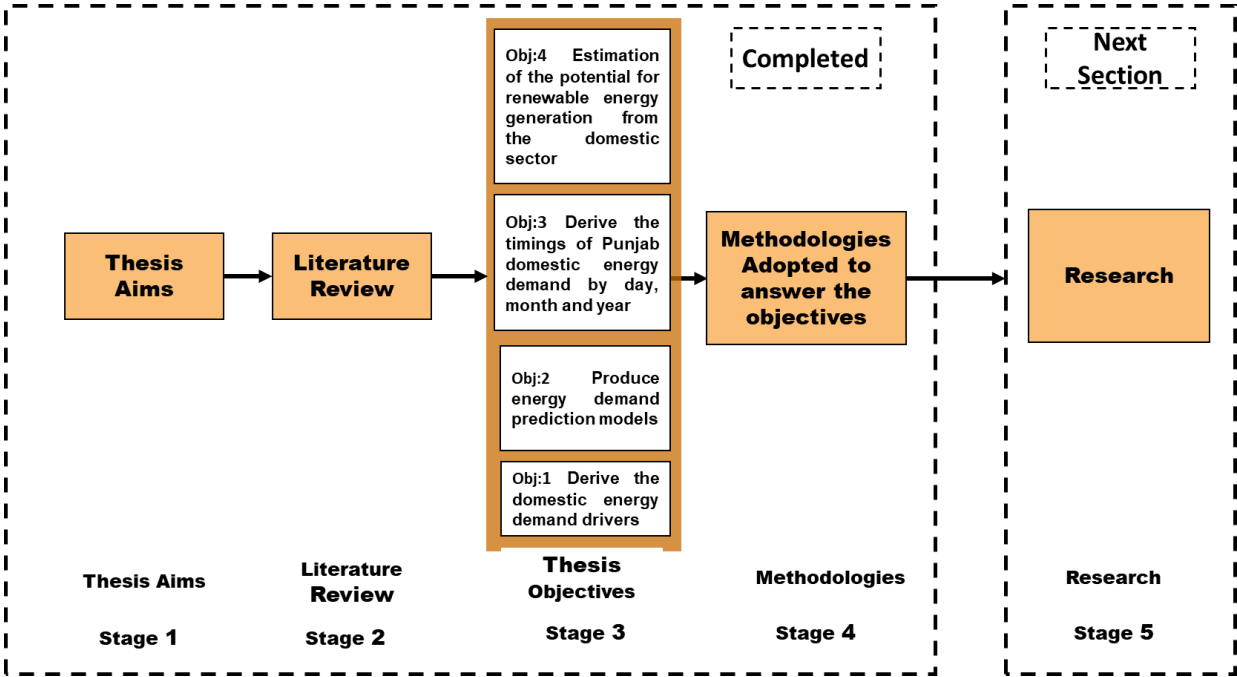 Completed
Next
Section
Obj:4 Estimation
of the potential for
renewable energy
generation from
the domestic
sector
Obj:3 Derive the
timings of Punjab
domestic energy
demand by day,
month and year
Obj:2 Produce
energy demand
prediction models
Obj:1 Derive the
domestic energy
demand drivers
Thesis
Aims
Literature
Review
Methodologies
Adopted to
answer the
objectives
Research
Thesis Aims
Literature
Review
Thesis
Objectives
Methodologies
Research
Stage 1
Stage 2
Stage 3
Stage 4
Stage 5